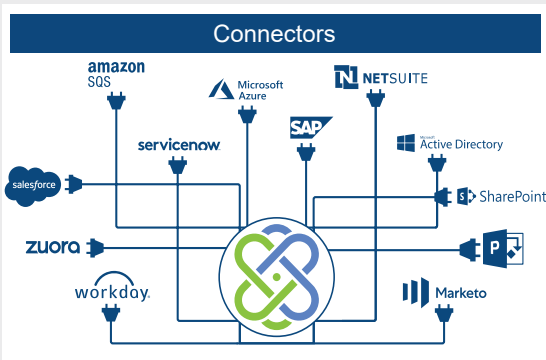 Connectors
amazon
SQS
Microsoft
Azure
NETSUITE
servicenow
SAP
Microsoft
Active Directory
salesforce
S
SharePoint
zuora
P
workday.
Marketo